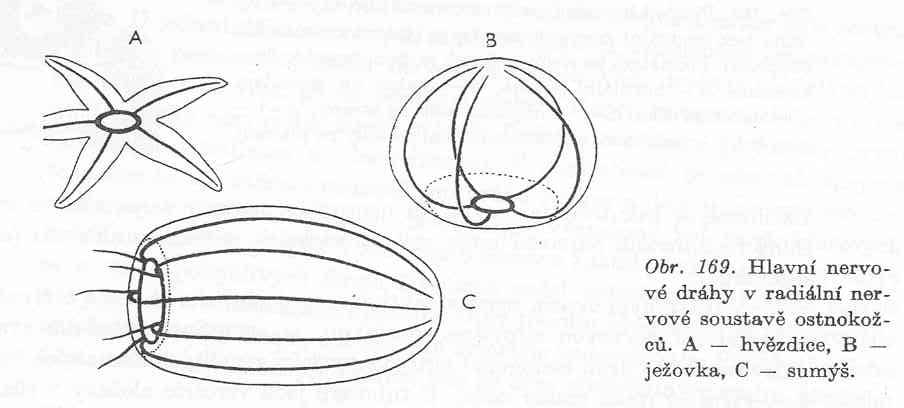 A
B
C
Obr. 169. Hlavní nervo-
vé dráhy v radiální ner-
vové soustavě ostnokož-
ců. A — hvězdice, B —
ježovka, C — sumýš.